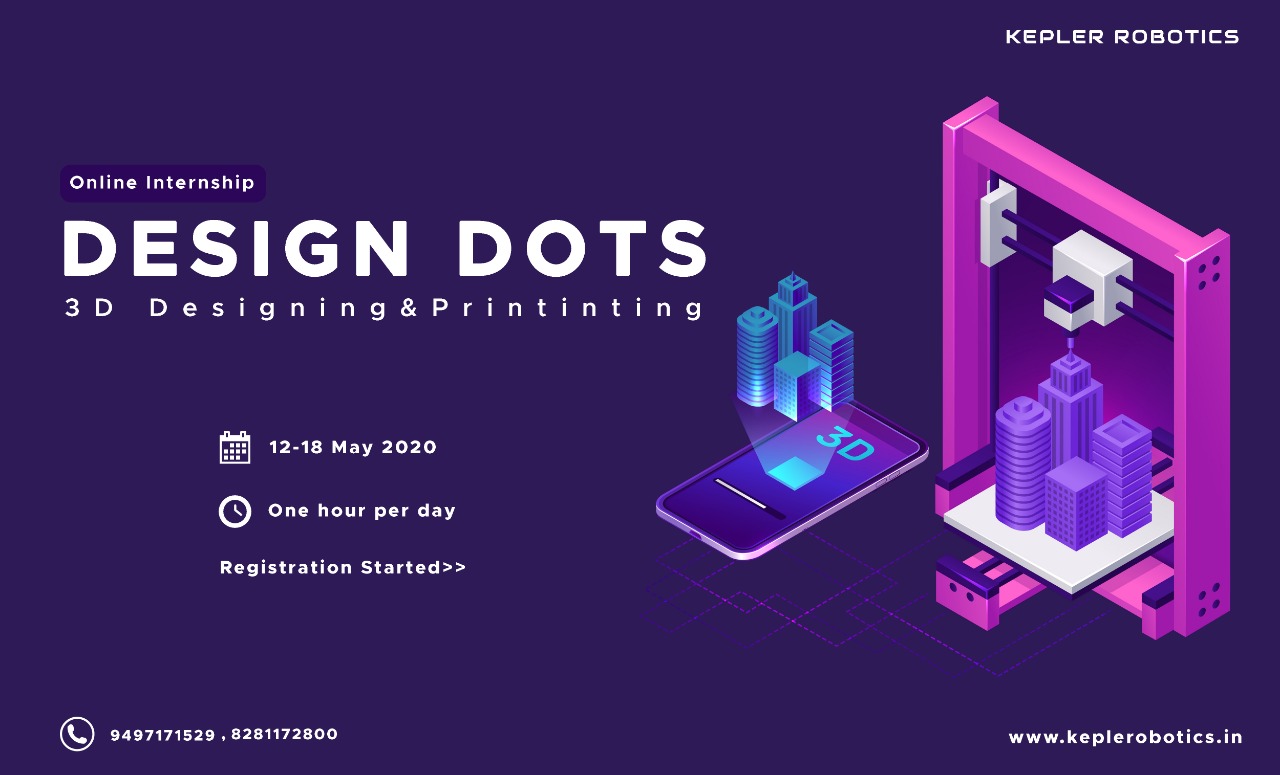 KEPLER ROBOTICS
Online Internship
DESIGN DOTS
3D Designing&Printinting
3D
12-18 May 2020
One hour per day
Registration Started>>
9497171529 , 8281172800
www.keplerobotics.in